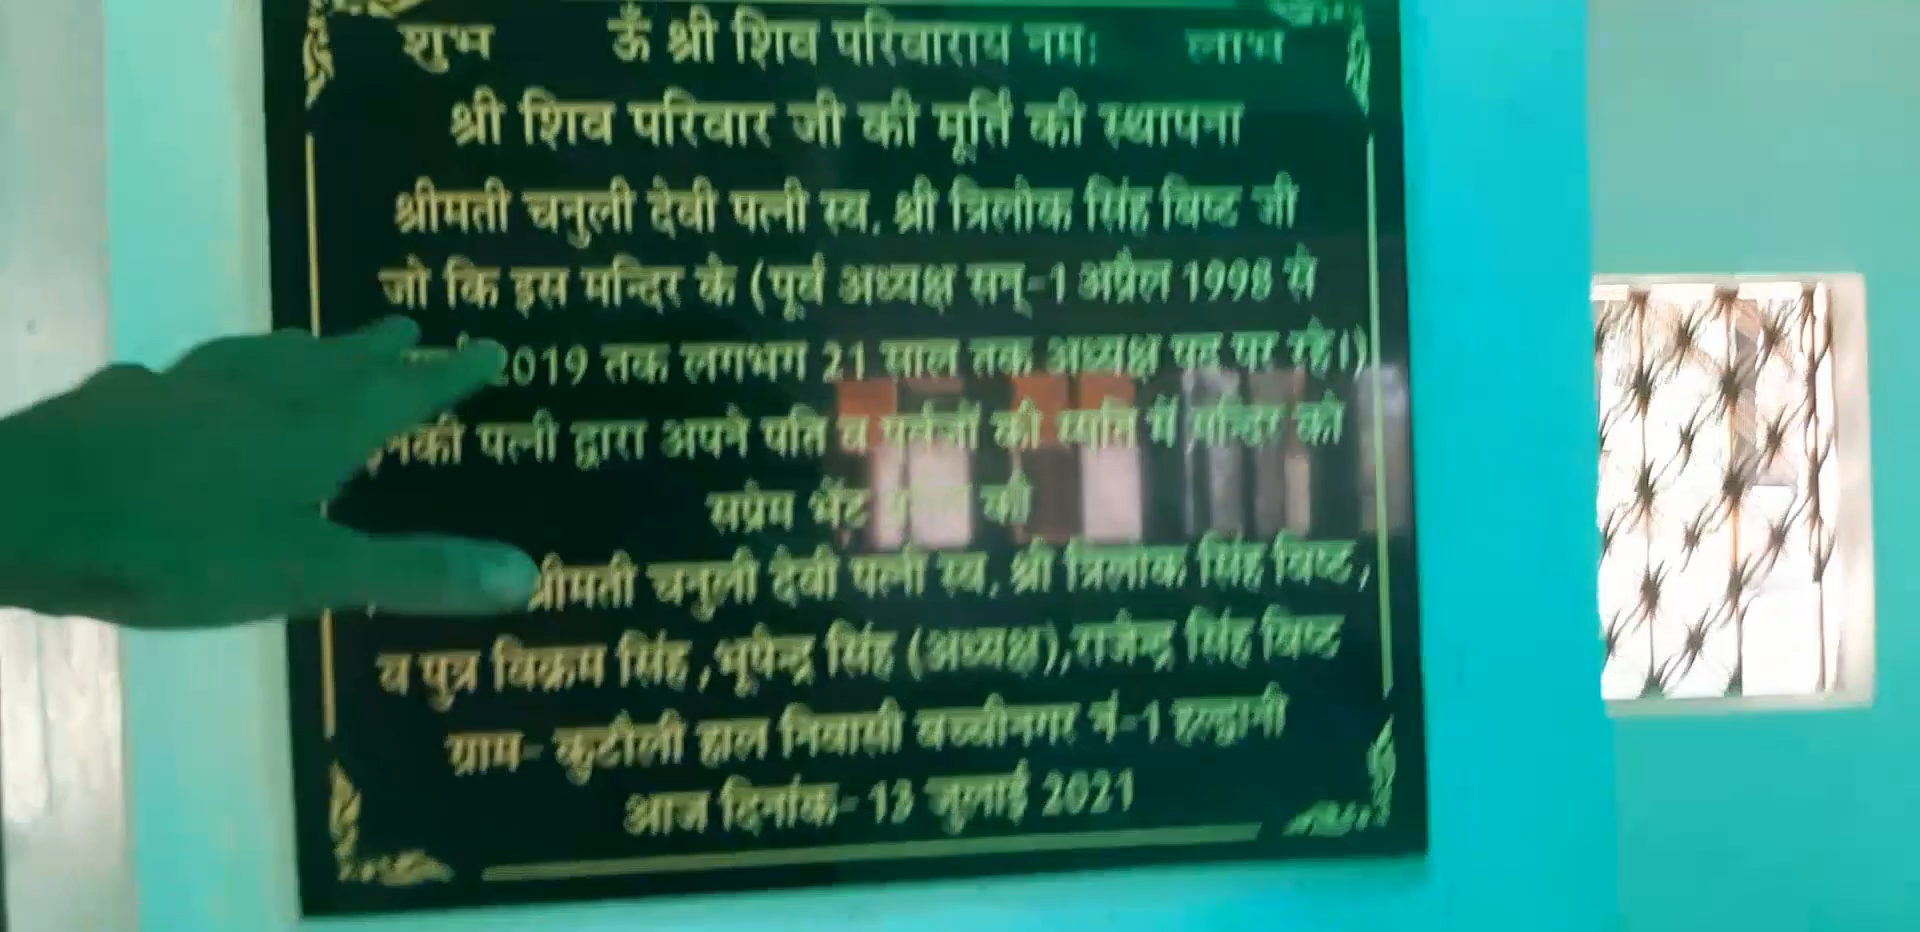 शुभ ऊँ श्री शिव परिवाराय नमः लाभ
श्री शिव परिवार जी की मूर्ति की स्थापना
श्रीमती चनुली देवी पत्नी स्व. श्री त्रिलोक सिंह बिष्ट जी
जो कि इस मन्दिर के (पूर्व अध्यक्ष सन्-1 अप्रैल 1998 से
2019 तक लगभग 21 साल तक अध्यक्ष पद पर रहे।)
पत्नी द्वारा अपने पति व पूर्वजों की स्मृति में मन्दिर को
सप्रेम भेंट की
श्रीमती चनुली देवी पत्नी स्व. श्री त्रिलोक सिंह बिष्ट,
व पुत्र विक्रम सिंह ,भूपेन्द्र सिंह (अध्यक्ष),राजेन्द्र सिंह बिष्ट
ग्राम- कुटौली हाल निवासी बच्चीनगर नं-1 हल्द्वानी
आज दिनांक- 13 जुलाई 2021